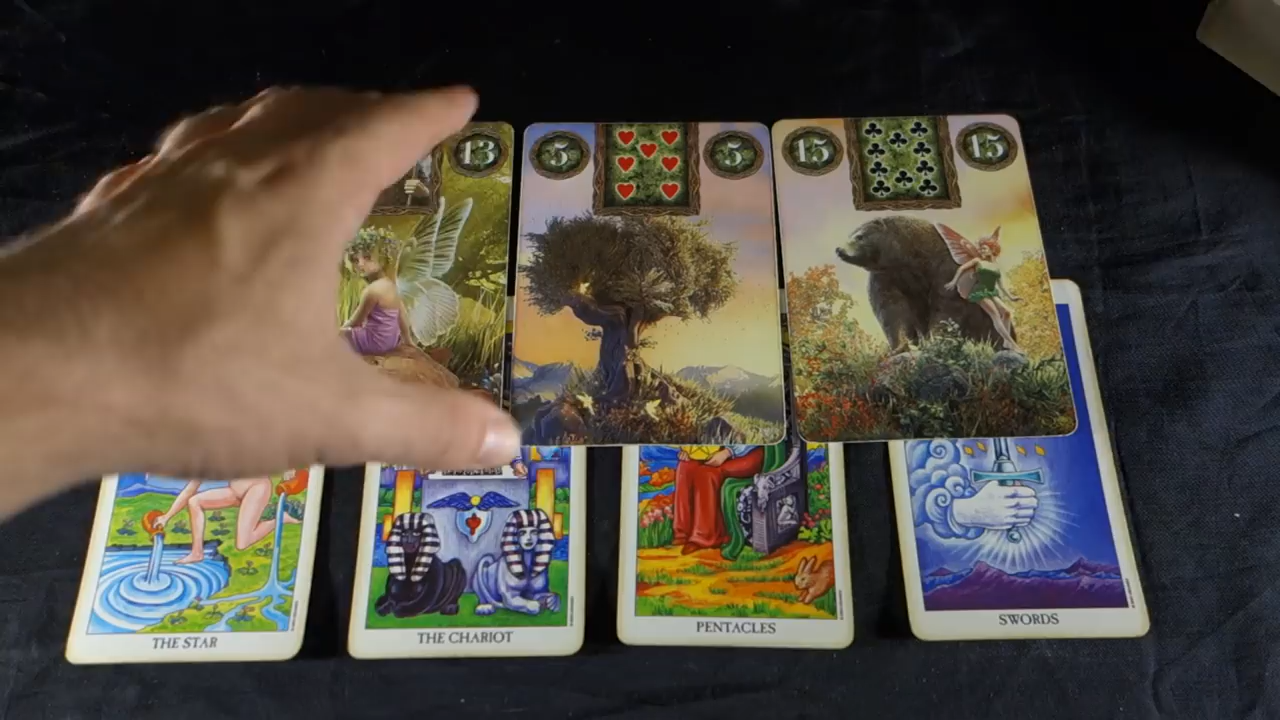 13
5 5
15 15
THE STAR
THE CHARIOT
PENTACLES
SWORDS